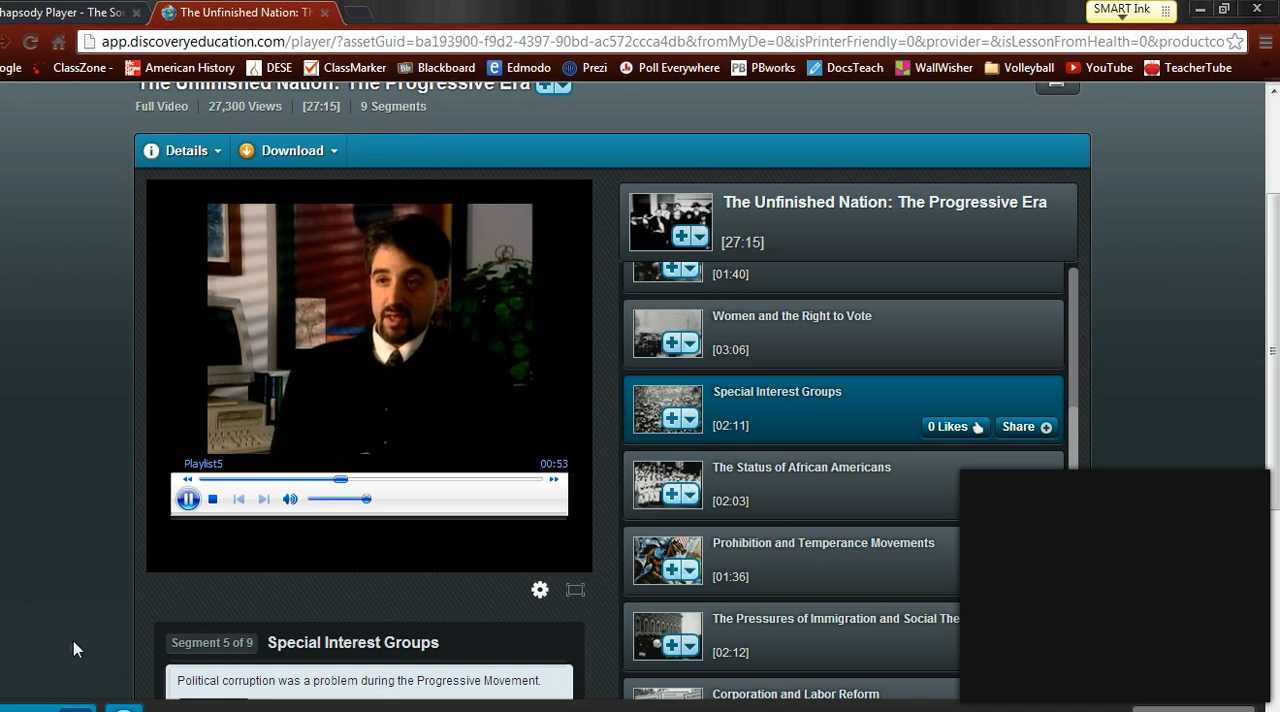 hapsody Player - The So
The Unfinished Nation: Th
SMART Ink
app.discoveryeducation.com/player/?assetGuid=ba193900-f9d2-4397-90bd-ac572ccca4db&fromMyDe=0&isPrinterFriendly=0&provider=&isLessonFromHealth=0&productco
ogle ClassZone - American History DESE ClassMarker Blackboard Edmodo Prezi Poll Everywhere PBworks DocsTeach WallWisher Volleyball YouTube TeacherTube
The Unfinished Nation: The Progressive Era
Full Video 27,300 Views [27:15] 9 Segments
Details Download
The Unfinished Nation: The Progressive Era
[27:15]
[01:40]
Women and the Right to Vote
[03:06]
Special Interest Groups
[02:11] 0 Likes Share
Playlist5 00:53
The Status of African Americans
[02:03]
Prohibition and Temperance Movements
[01:36]
The Pressures of Immigration and Social The
[02:12]
Corporation and Labor Reform
Segment 5 of 9 Special Interest Groups
Political corruption was a problem during the Progressive Movement.